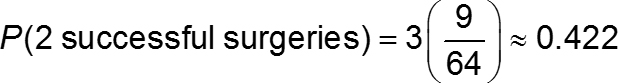 P(2 successful surgeries) = 3(9/64) ≈ 0.422